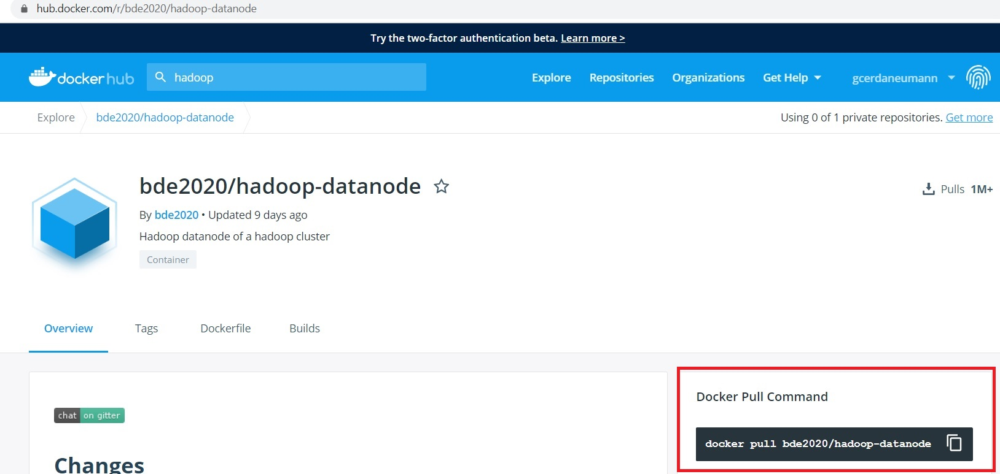 hub.docker.com/r/bde2020/hadoop-datanode
Try the two-factor authentication beta. Learn more >
docker hub
hadoop
Explore
Repositories
Organizations
Get Help
gcerdaneumann
Explore
bde2020/hadoop-datanode
Using 0 of 1 private repositories. Get more
bde2020/hadoop-datanode
Pulls 1M+
By bde2020 • Updated 9 days ago
Hadoop datanode of a hadoop cluster
Container
Overview
Tags
Dockerfile
Builds
chat on gitter
Changes
Docker Pull Command
docker pull bde2020/hadoop-datanode